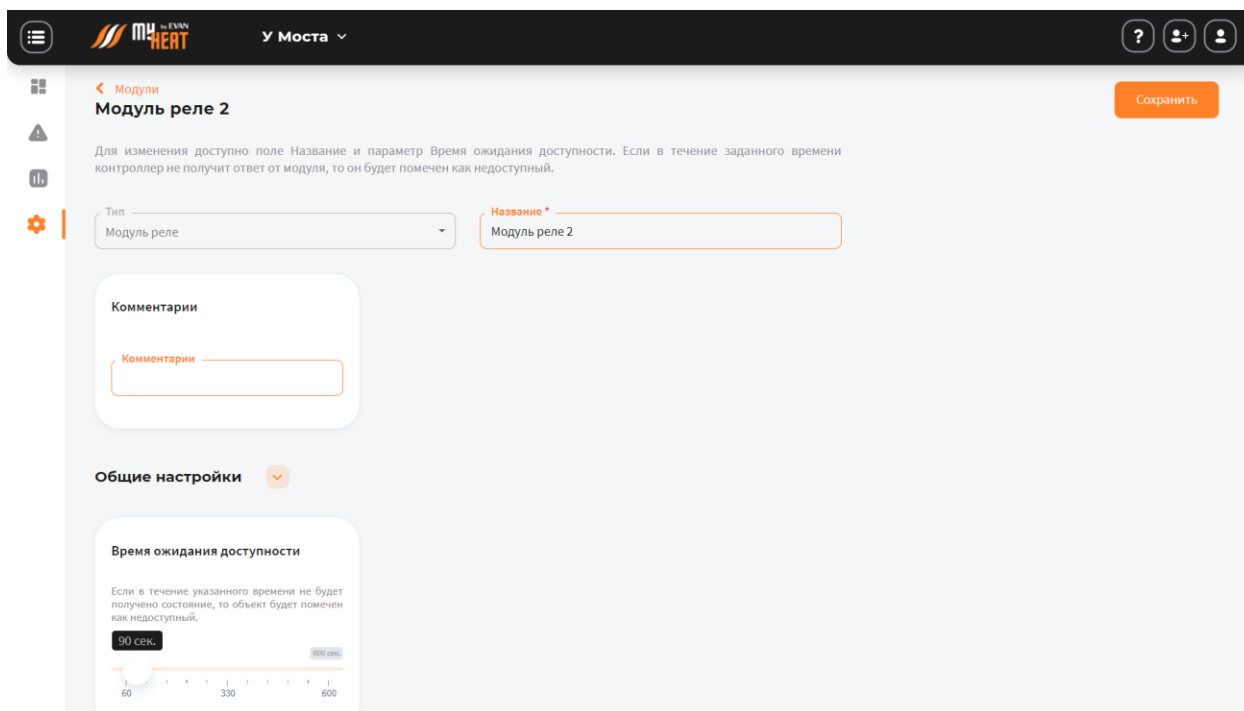 MY by EVAN
HEAT
У Моста
?
Модули
Модуль реле 2
Сохранить
Для изменения доступно поле Название и параметр Время ожидания доступности. Если в течение заданного времени
контроллер не получит ответ от модуля, то он будет помечен как недоступный.
Тип
Модуль реле
Название *
Модуль реле 2
Комментарии
Комментарии
Общие настройки
Время ожидания доступности
Если в течение указанного времени не будет
получено состояние, то объект будет помечен
как недоступный.
90 сек.
600 сек.
60 330 600